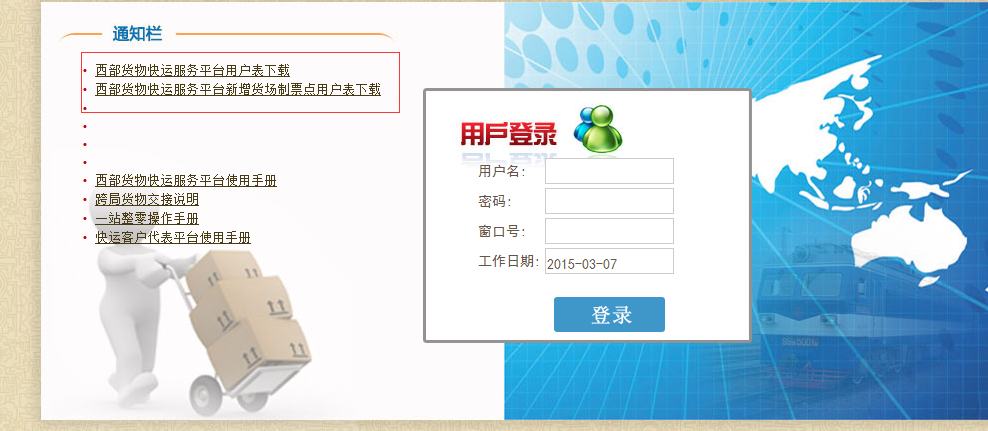 通知栏
西部货物快运服务平台用户表下载
西部货物快运服务平台新增货场制票点用户表下载
西部货物快运服务平台使用手册
跨局货物交接说明
一站整零操作手册
快运客户代表平台使用手册
用戶登录
用户名:
密码:
窗口号:
工作日期: 2015-03-07
登录